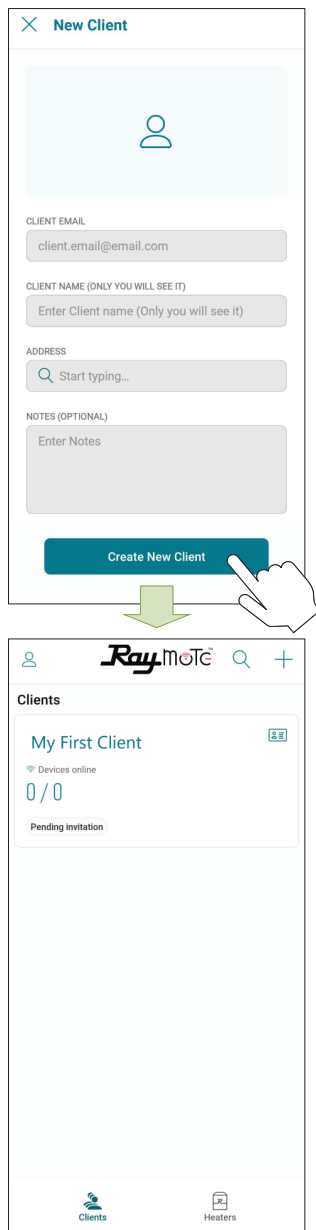 New Client
CLIENT EMAIL
client.email@email.com
CLIENT NAME (ONLY YOU WILL SEE IT)
Enter Client name (Only you will see it)
ADDRESS
Start typing...
NOTES (OPTIONAL)
Enter Notes
Create New Client
RayMOTE™
Clients
My First Client
Devices online
0 / 0
Pending invitation
Clients
Heaters